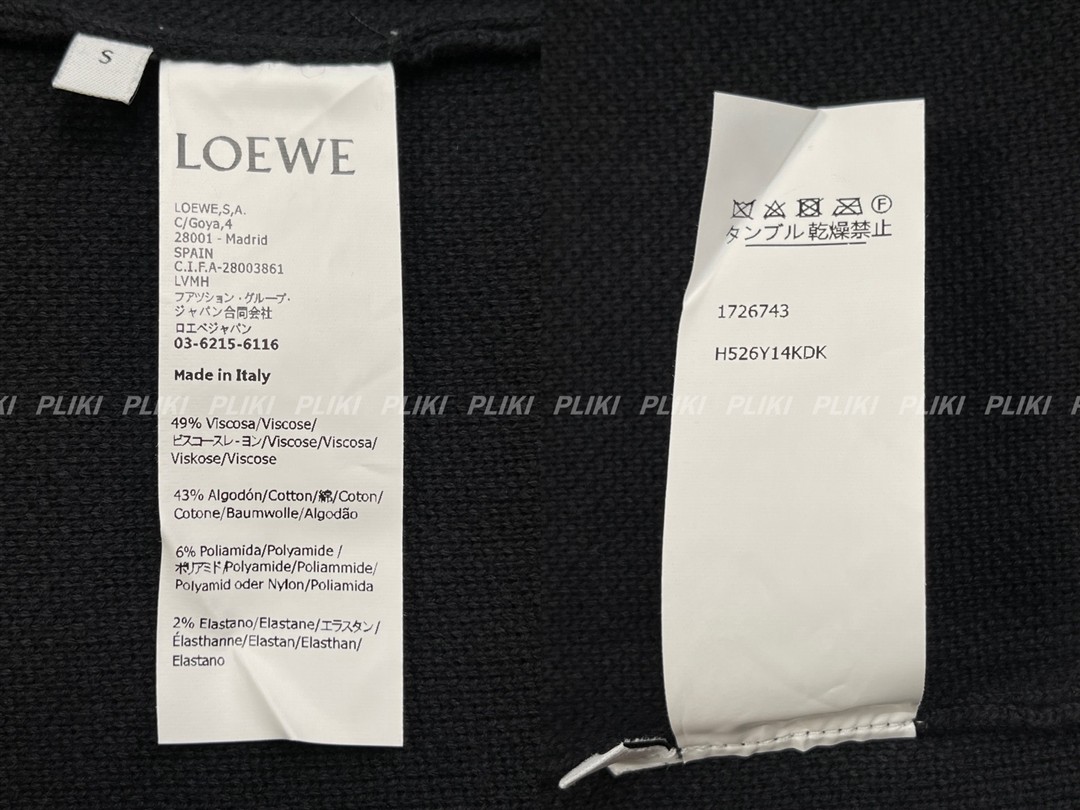 S
LOEWE
LOEWE,S,A.
C/Goya,4
28001 - Madrid
SPAIN
C.I.F.A-28003861
LVMH
ファッション・グループ・
ジャパン合同会社
ロエベジャパン
03-6215-6116
Made in Italy
49% Viscosa/Viscose/
ビスコースレ-ヨン/Viscose/Viscosa/
Viskose/Viscose
43% Algodón/Cotton/綿/Coton/
Cotone/Baumwolle/Algodão
6% Poliamida/Polyamide /
ポリアミド/Polyamide/Poliammide/
Polyamid oder Nylon/Poliamida
2% Elastano/Elastane/エラスタン/
Élasthanne/Elastan/Elasthan/
Elastano
F
タンブル乾燥禁止
1726743
H526Y14KDK
PLIKI PLIKI PLIKI PLIKI PLIKI PLIKI PLIKI PLIKI PLIKI PLIKI PLIKI PLIKI